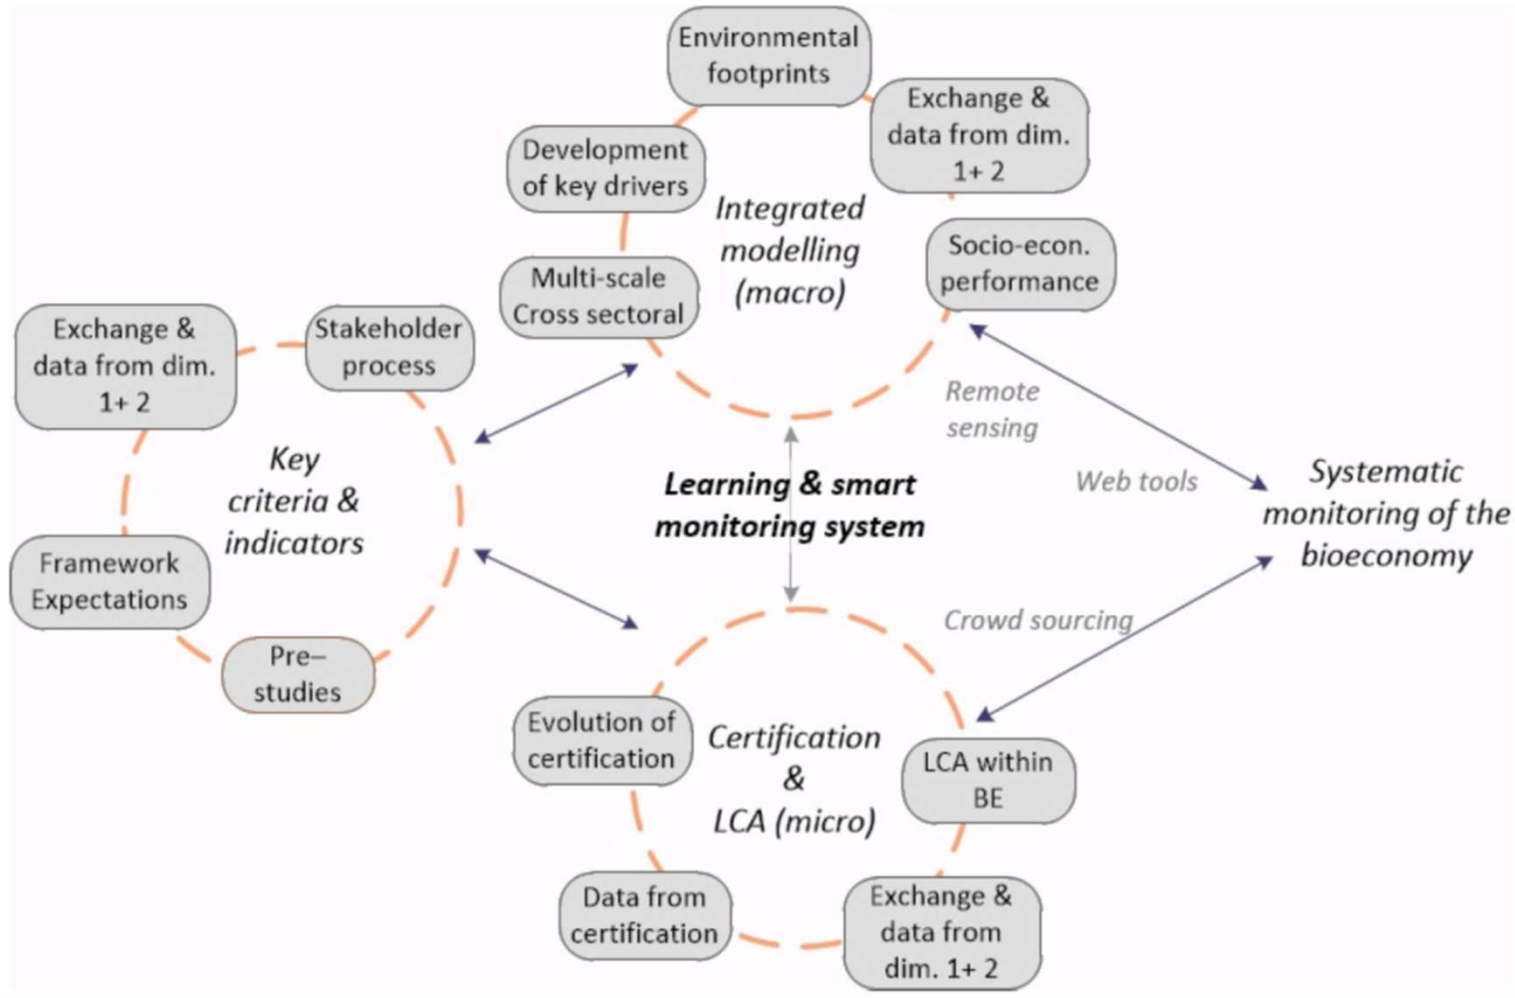 Environmental
footprints
Exchange &
data from dim.
1+ 2
Development
of key drivers
Integrated
modelling
(macro)
Socio-econ.
performance
Multi-scale
Cross sectoral
Exchange &
data from dim.
1+ 2
Stakeholder
process
Key
criteria &
indicators
Framework
Expectations
Pre–
studies
Remote
sensing
Web tools
Learning & smart
monitoring system
Systematic
monitoring of the
bioeconomy
Crowd sourcing
Evolution of
certification
Certification
&
LCA (micro)
LCA within
BE
Data from
certification
Exchange &
data from
dim. 1+ 2